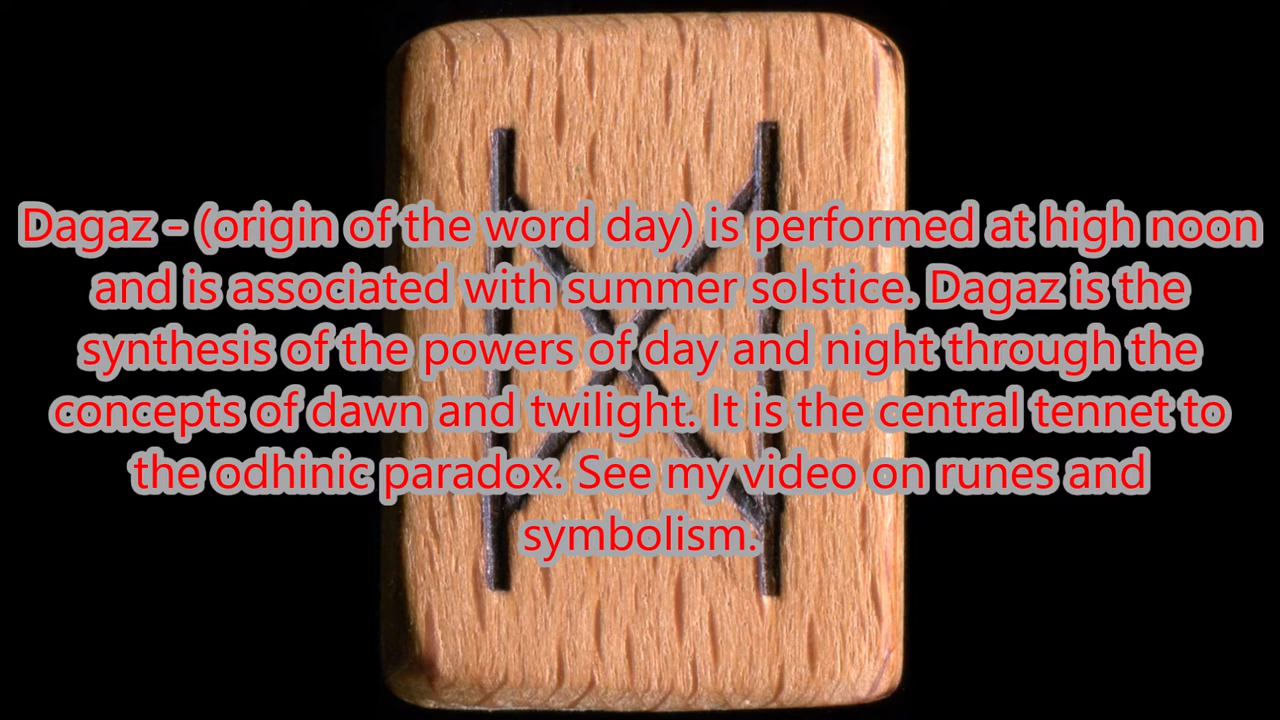 Dagaz - (origin of the word day) is performed at high noon
and is associated with summer solstice. Dagaz is the
synthesis of the powers of day and night through the
concepts of dawn and twilight. It is the central tennet to
the odhinic paradox. See my video on runes and
symbolism.